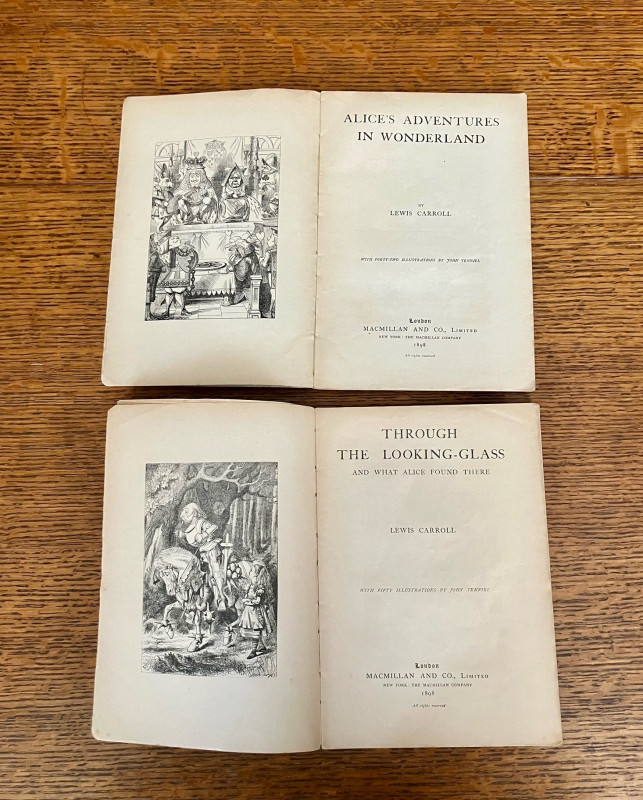 ALICE'S ADVENTURES
IN WONDERLAND
BY
LEWIS CARROLL
WITH FORTY-TWO ILLUSTRATIONS BY JOHN TENNIEL
London
MACMILLAN AND CO., LIMITED
NEW YORK: THE MACMILLAN COMPANY
1898
All rights reserved
THROUGH
THE LOOKING-GLASS
AND WHAT ALICE FOUND THERE
LEWIS CARROLL
WITH FIFTY ILLUSTRATIONS BY JOHN TENNIEL
London
MACMILLAN AND CO., LIMITED
NEW YORK: THE MACMILLAN COMPANY
1898
All rights reserved